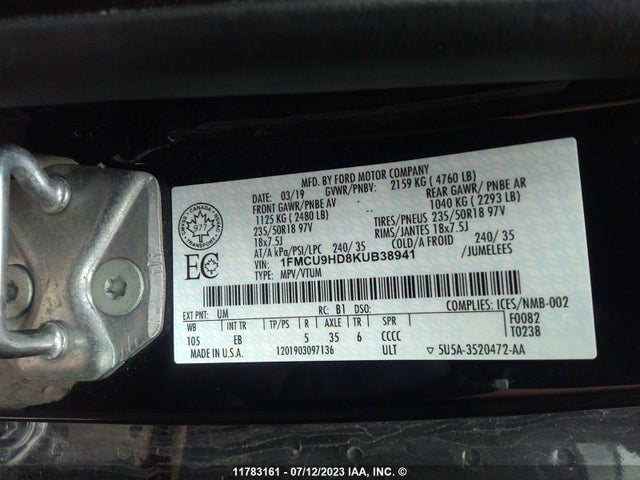 MFD. BY FORD MOTOR COMPANY
DATE: 03/19 GVWR/PNBV: 2159 KG ( 4760 LB)
FRONT GAWR/PNBE AV REAR GAWR/ PNBE AR
1125 KG ( 2480 LB) 1040 KG ( 2293 LB)
235/50R18 97V TIRES/PNEUS 235/50R18 97V
18x7.5J RIMS/JANTES 18x7.5J
AT/A kPa/PSI/LPC 240/ 35 COLD/A FROID 240/ 35
VIN: 1FMCU9HD8KUB38941 /JUMELEES
TYPE: MPV/VTUM
CANADA
977
EC
EXT PNT: UM RC: B1 DSO: COMPLIES: ICES/NMB-002
WB INT TR TP/PS R AXLE TR SPR F0082
105 EB 5 35 6 CCCC T0238
MADE IN U.S.A. 1201903097136 ULT ▽ 5U5A-3520472-AA
11783161 - 07/12/2023 IAA, INC. ©